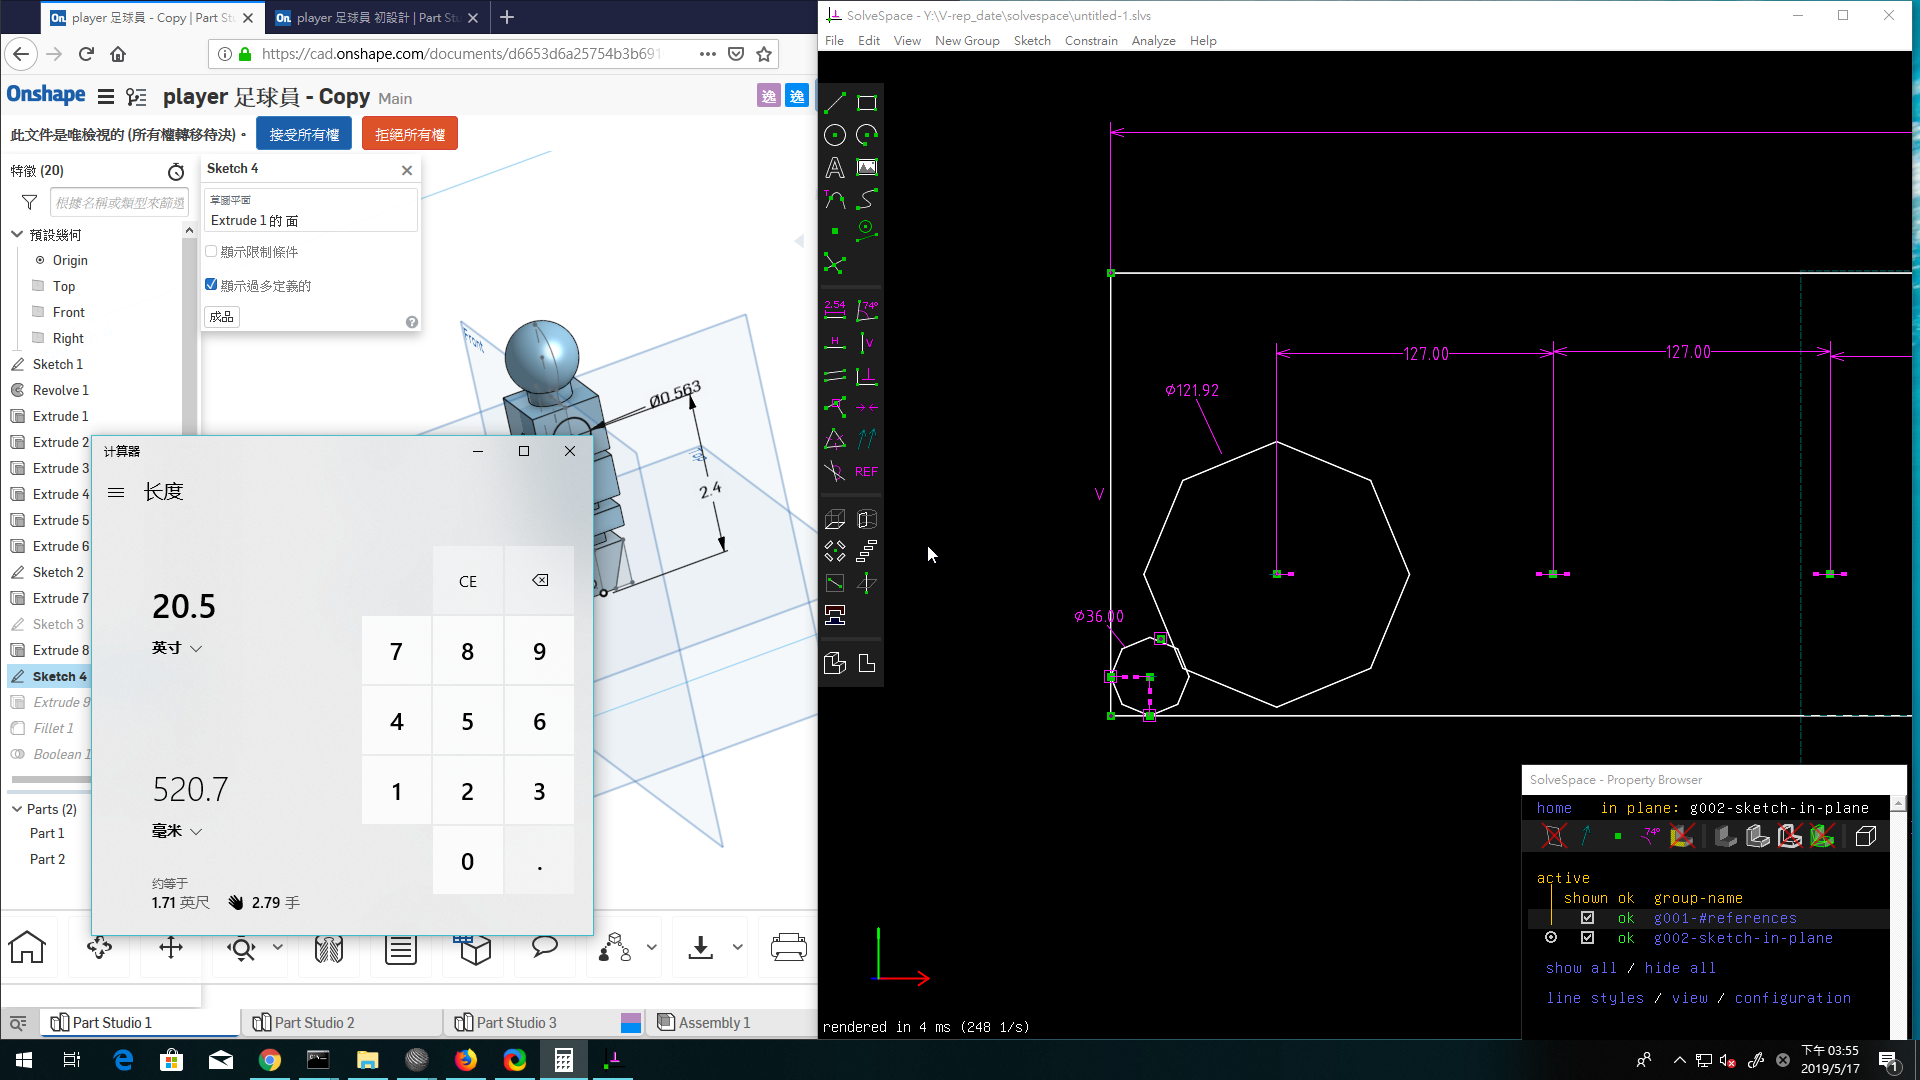 player 足球員 - Copy | Part St
player 足球員 初設計 | Part Stu
https://cad.onshape.com/documents/d6653d6a25754b3b691
Onshape
player 足球員 - Copy Main
逸 逸
此文件是唯檢視的 (所有權轉移待決)。
接受所有權
拒絕所有權
特徵 (20)
根據名稱或類型來篩選
預設幾何
Origin
Top
Front
Right
Sketch 1
Revolve 1
Extrude 1
Extrude 2
Extrude 3
Extrude 4
Extrude 5
Extrude 6
Sketch 2
Extrude 7
Sketch 3
Extrude 8
Sketch 4
Extrude 9
Fillet 1
Boolean 1
Parts (2)
Part 1
Part 2
Sketch 4
草圖平面
Extrude 1 的 面
顯示限制條件
顯示過多定義的
成品
Front
Ø0.563
2.4
计算器
长度
20.5
英寸
520.7
毫米
约等于
1.71 英尺 2.79 手
CE
7 8 9
4 5 6
1 2 3
0 .
Part Studio 1
Part Studio 2
Part Studio 3
Assembly 1
SolveSpace - Y:\V-rep_date\solvespace\untitled-1.slvs
File Edit View New Group Sketch Constrain Analyze Help
2.54 74°
H V
REF
127.00
127.00
Ø121.92
V
Ø36.00
rendered in 4 ms (248 1/s)
SolveSpace - Property Browser
home in plane: g002-sketch-in-plane
74°
active
shown ok group-name
ok g001-#references
ok g002-sketch-in-plane
show all / hide all
line styles / view / configuration
下午 03:55
2019/5/17
1